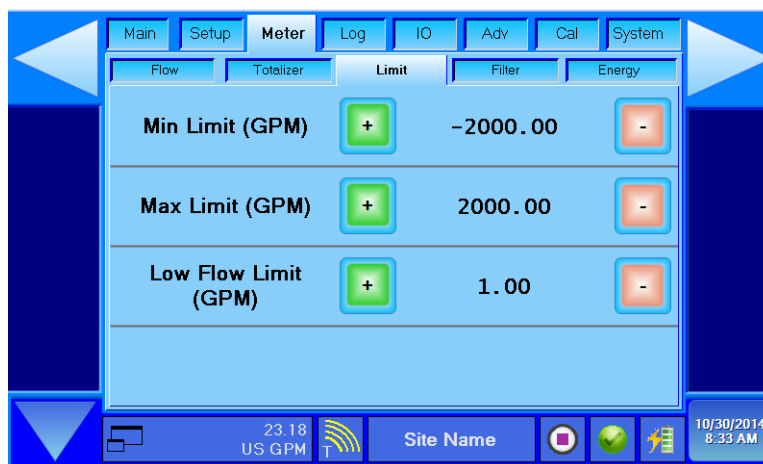 Main Setup Meter Log IO Adv Cal System
Flow Totalizer Limit Filter Energy
Min Limit (GPM) + -2000.00 -
Max Limit (GPM) + 2000.00 -
Low Flow Limit
(GPM) + 1.00 -
23.18
US GPM T Site Name
10/30/2014
8:33 AM